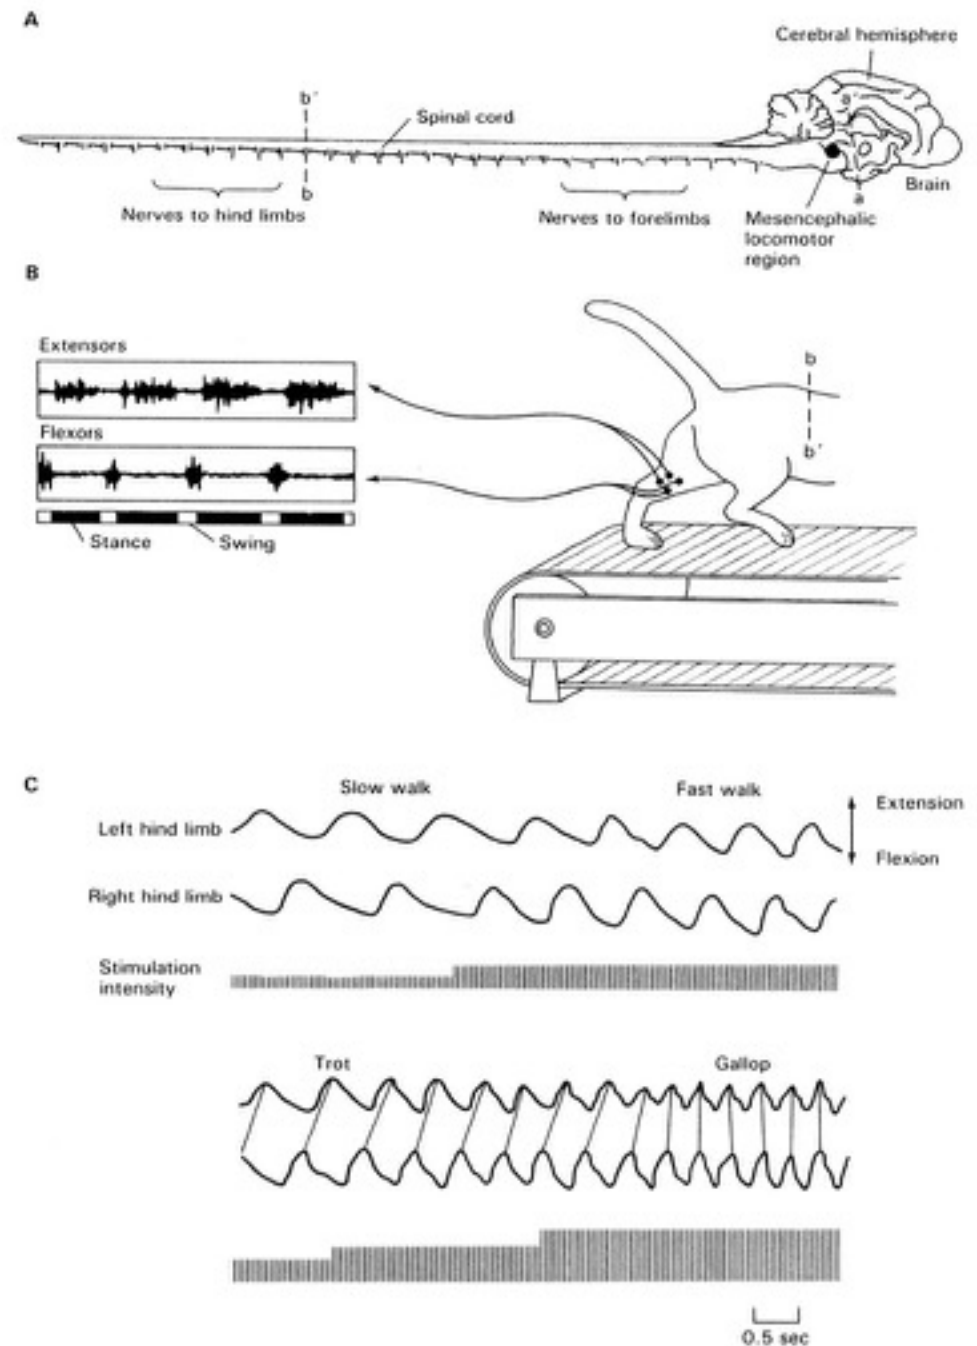 A
Cerebral hemisphere
b'
Spinal cord
a'
b
Nerves to hind limbs
Nerves to forelimbs
a
Brain
Mesencephalic
locomotor
region
B
Extensors
Flexors
Stance
Swing
b
b'
C
Slow walk
Fast walk
Left hind limb
Extension
Flexion
Right hind limb
Stimulation
intensity
Trot
Gallop
0.5 sec